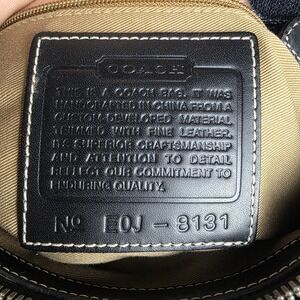 COACH
THIS IS A COACH BAG. IT WAS
HANDCRAFTED IN CHINA FROM A
CUSTOM-DEVELOPED MATERIAL
TRIMMED WITH FINE LEATHER.
ITS SUPERIOR CRAFTSMANSHIP
AND ATTENTION TO DETAIL
REFLECT OUR COMMITMENT TO
ENDURING QUALITY.
No E0J - 8131